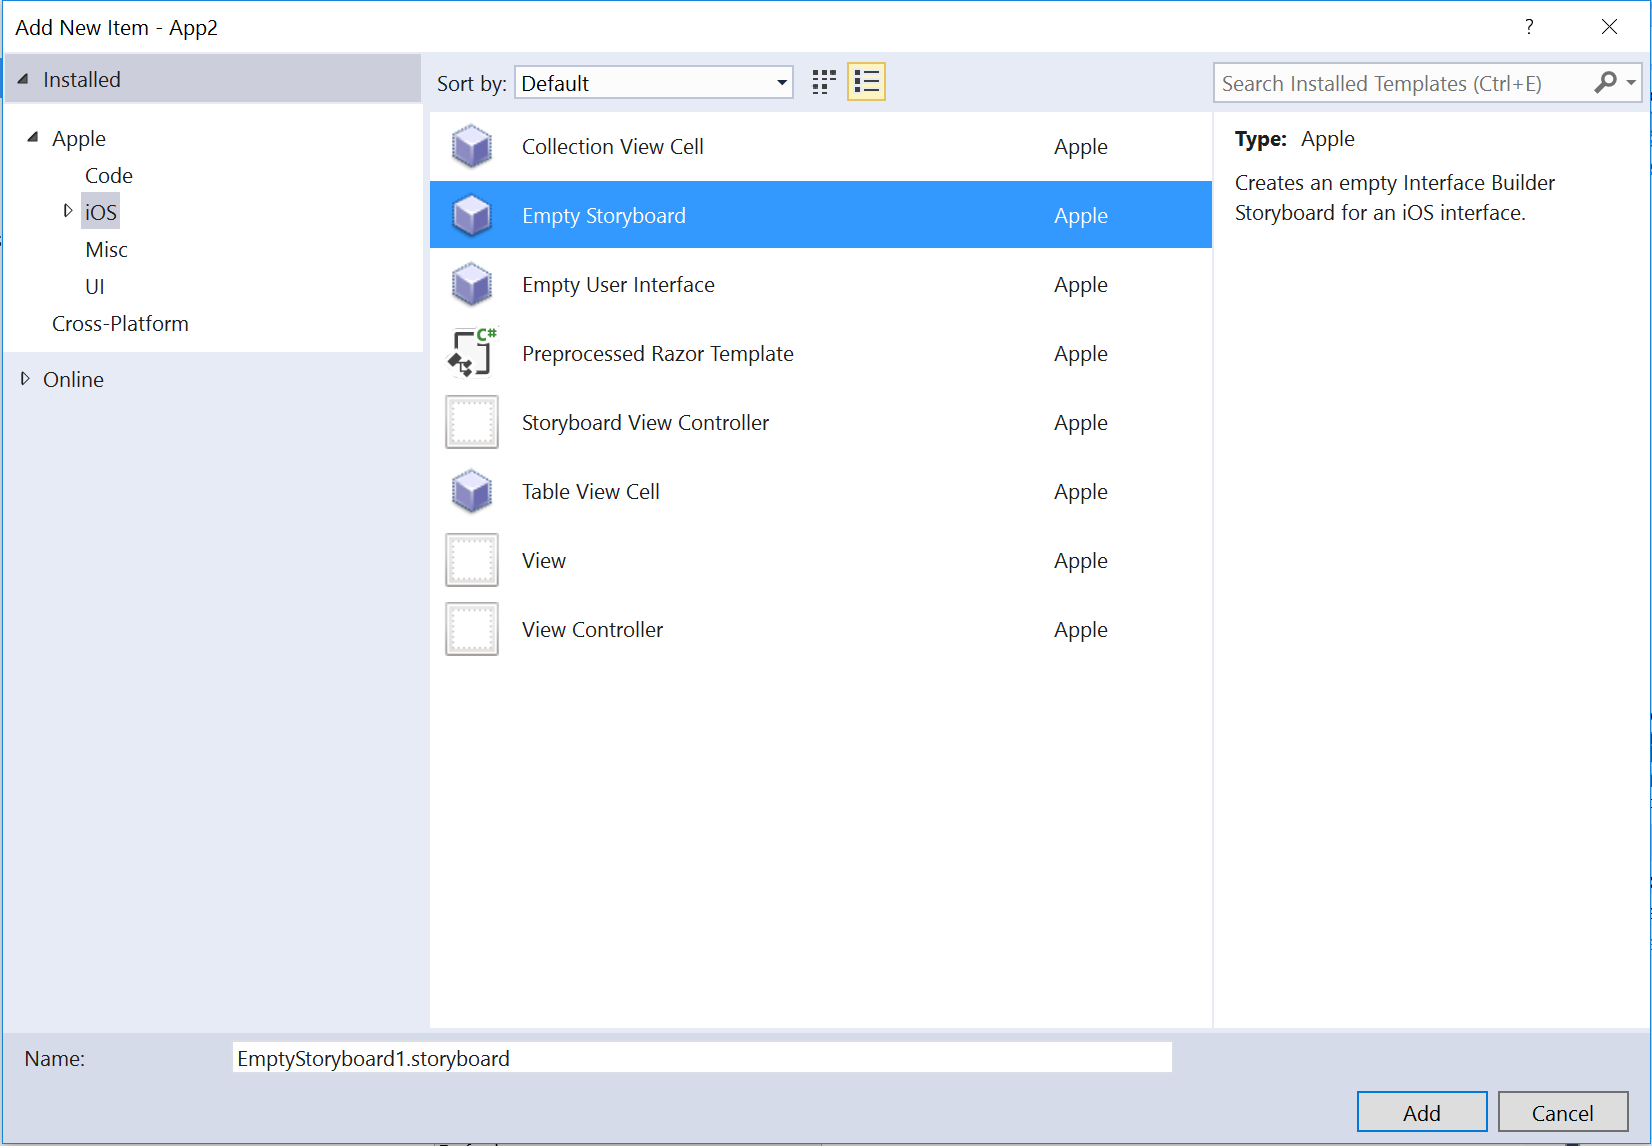 Add New Item - App2
?
Installed
Sort by: Default
Search Installed Templates (Ctrl+E)
Apple
Code
iOS
Misc
UI
Cross-Platform
Online
Collection View Cell Apple
Empty Storyboard Apple
Empty User Interface Apple
C# Preprocessed Razor Template Apple
Storyboard View Controller Apple
Table View Cell Apple
View Apple
View Controller Apple
Type: Apple
Creates an empty Interface Builder
Storyboard for an iOS interface.
Name: EmptyStoryboard1.storyboard
Add Cancel